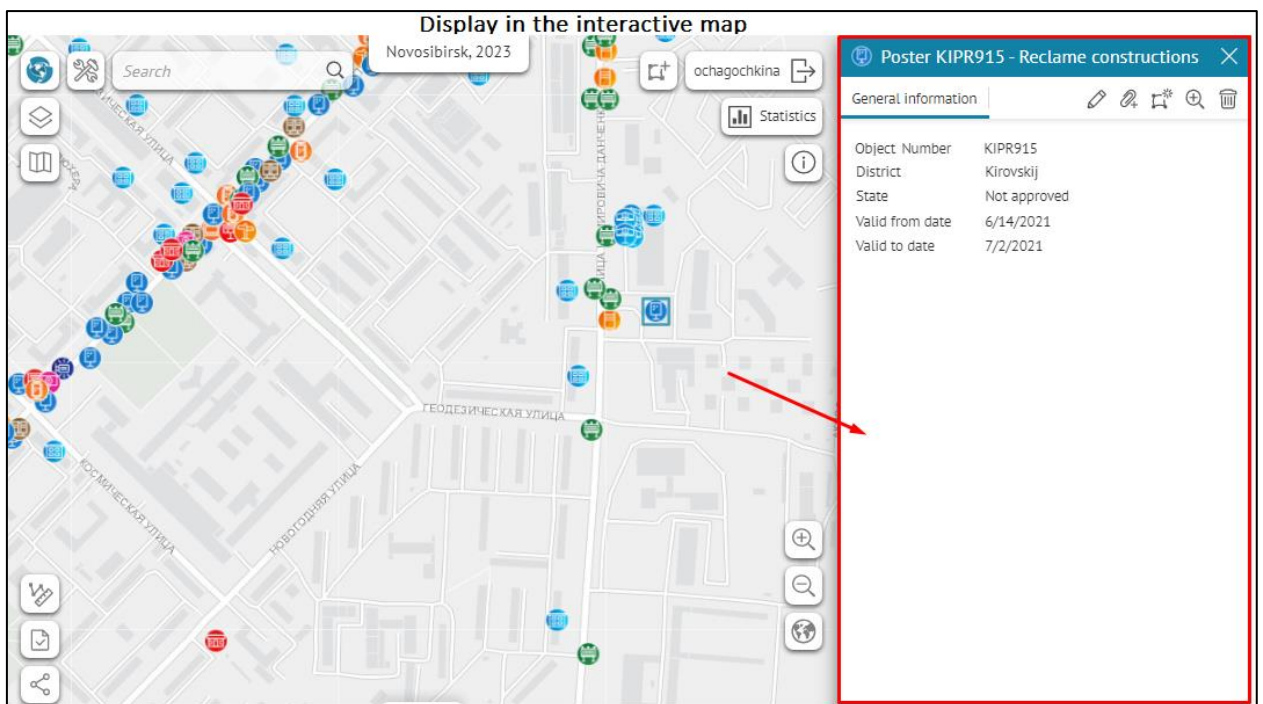 Display in the interactive map
Novosibirsk, 2023
Search
ochagochkina
Statistics
Poster KIPR915 - Reclame constructions
General information
Object Number KIPR915
District Kirovskij
State Not approved
Valid from date 6/14/2021
Valid to date 7/2/2021
УЛИЦА
ГЕОДЕЗИЧЕСКАЯ УЛИЦА
КОСМИЧЕСКАЯ УЛИЦА
НОВОГОДНЯЯ УЛИЦА